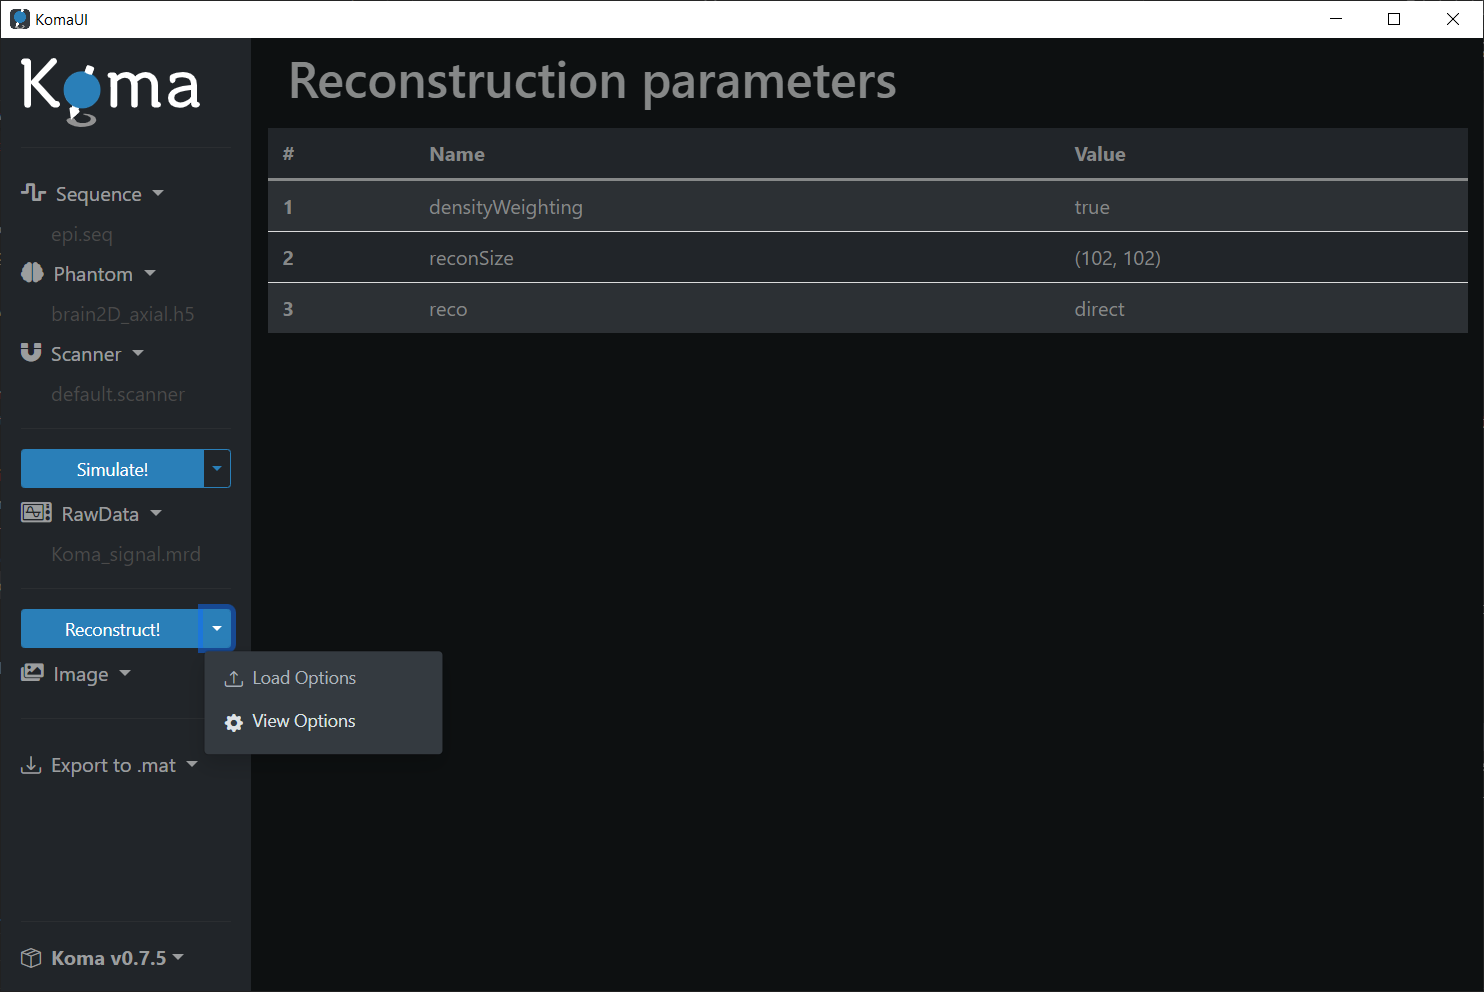 KomaUI
Koma
Sequence
epi.seq
Phantom
brain2D_axial.h5
Scanner
default.scanner
Simulate!
RawData
Koma_signal.mrd
Reconstruct!
Load Options
View Options
Image
Export to .mat
Koma v0.7.5
Reconstruction parameters
# Name Value
1 densityWeighting true
2 reconSize (102, 102)
3 reco direct